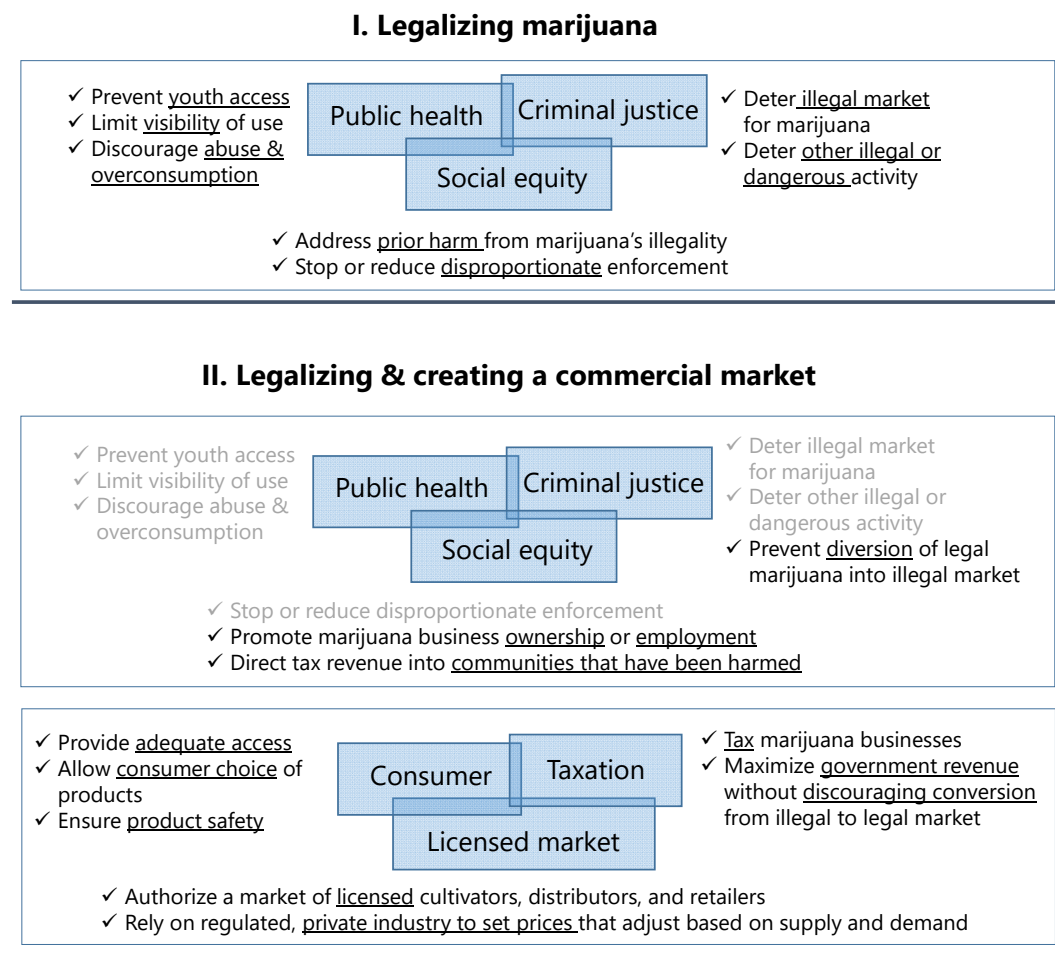 I. Legalizing marijuana
✓ Prevent youth access
✓ Limit visibility of use
✓ Discourage abuse &
overconsumption
Public health
Criminal justice
Social equity
✓ Deter illegal market
for marijuana
✓ Deter other illegal or
dangerous activity
✓ Address prior harm from marijuana's illegality
✓ Stop or reduce disproportionate enforcement
II. Legalizing & creating a commercial market
✓ Prevent youth access
✓ Limit visibility of use
✓ Discourage abuse &
overconsumption
Public health
Criminal justice
Social equity
✓ Deter illegal market
for marijuana
✓ Deter other illegal or
dangerous activity
✓ Prevent diversion of legal
marijuana into illegal market
✓ Stop or reduce disproportionate enforcement
✓ Promote marijuana business ownership or employment
✓ Direct tax revenue into communities that have been harmed
✓ Provide adequate access
✓ Allow consumer choice of
products
✓ Ensure product safety
Consumer
Taxation
Licensed market
✓ Tax marijuana businesses
✓ Maximize government revenue
without discouraging conversion
from illegal to legal market
✓ Authorize a market of licensed cultivators, distributors, and retailers
✓ Rely on regulated, private industry to set prices that adjust based on supply and demand